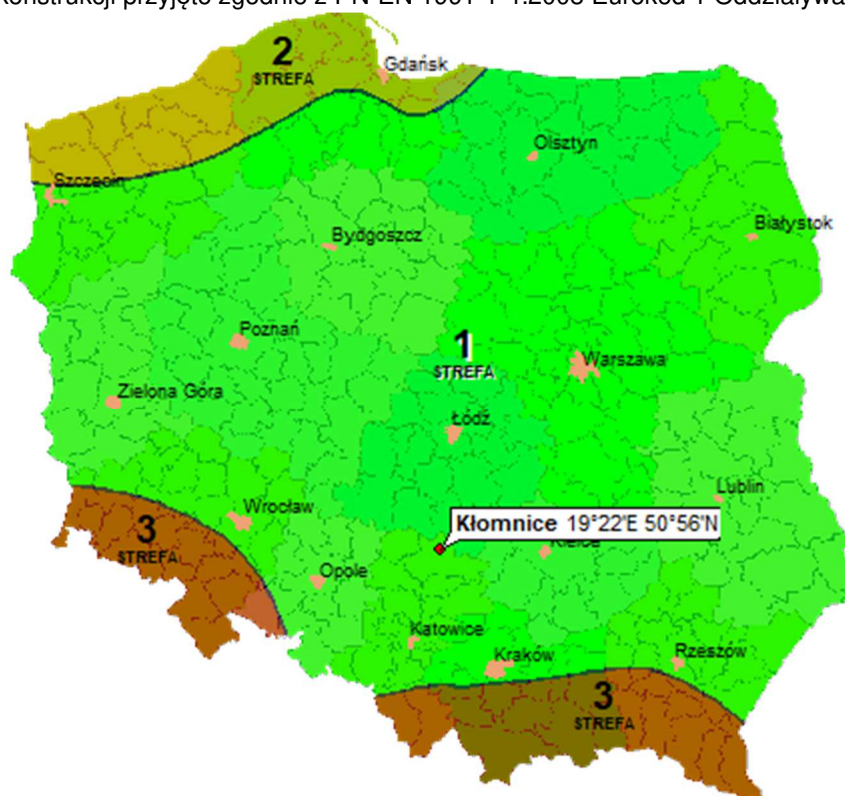 konstrukcji przyjęto zgodnie z PN-EN 1991-1-4:2008 Eurokod 1 Oddziaływa
2
STREFA
Gdańsk
Olsztyn
Szczecin
Białystok
Bydgoszcz
1
STREFA
Poznań
Warszawa
Zielona Góra
Łódź
Lublin
Wrocław
Kłomnice 19°22'E 50°56'N
3
STREFA
Kielce
Opole
Katowice
Kraków
Rzeszów
3
STREFA